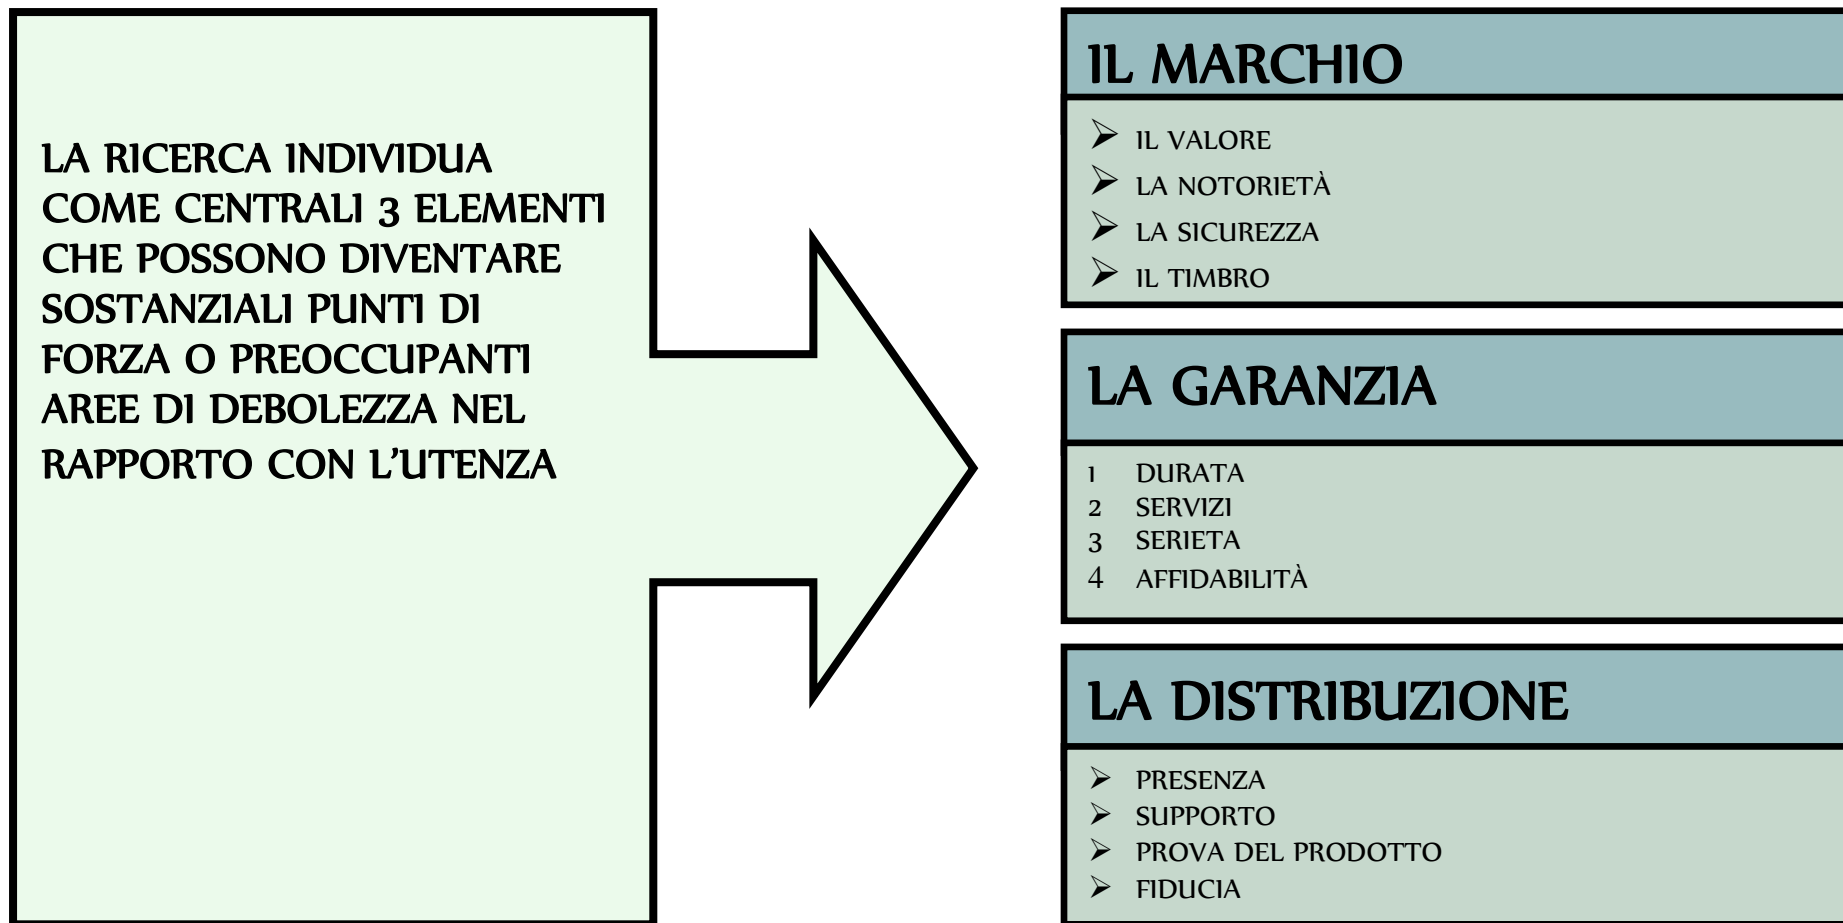 LA RICERCA INDIVIDUA
COME CENTRALI 3 ELEMENTI
CHE POSSONO DIVENTARE
SOSTANZIALI PUNTI DI
FORZA O PREOCCUPANTI
AREE DI DEBOLEZZA NEL
RAPPORTO CON L’UTENZA
IL MARCHIO
➢ IL VALORE
➢ LA NOTORIETÀ
➢ LA SICUREZZA
➢ IL TIMBRO
LA GARANZIA
1 DURATA
2 SERVIZI
3 SERIETA
4 AFFIDABILITÀ
LA DISTRIBUZIONE
➢ PRESENZA
➢ SUPPORTO
➢ PROVA DEL PRODOTTO
➢ FIDUCIA